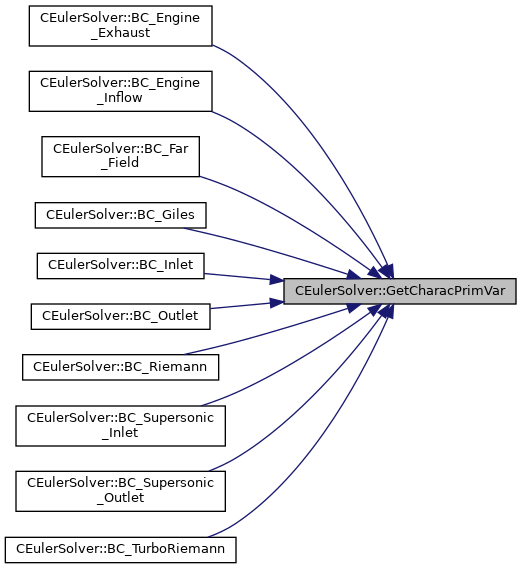 CEulerSolver::BC_Engine
_Exhaust
CEulerSolver::BC_Engine
_Inflow
CEulerSolver::BC_Far
_Field
CEulerSolver::BC_Giles
CEulerSolver::BC_Inlet
CEulerSolver::GetCharacPrimVar
CEulerSolver::BC_Outlet
CEulerSolver::BC_Riemann
CEulerSolver::BC_Supersonic
_Inlet
CEulerSolver::BC_Supersonic
_Outlet
CEulerSolver::BC_TurboRiemann